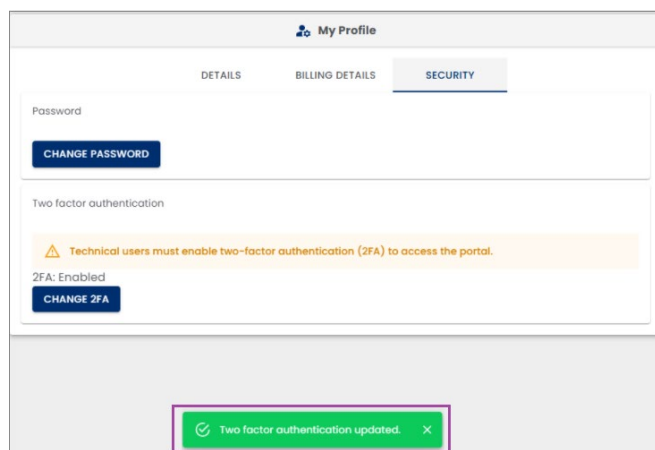 My Profile
DETAILS BILLING DETAILS SECURITY
Password
CHANGE PASSWORD
Two factor authentication
Technical users must enable two-factor authentication (2FA) to access the portal.
2FA: Enabled
CHANGE 2FA
Two factor authentication updated.